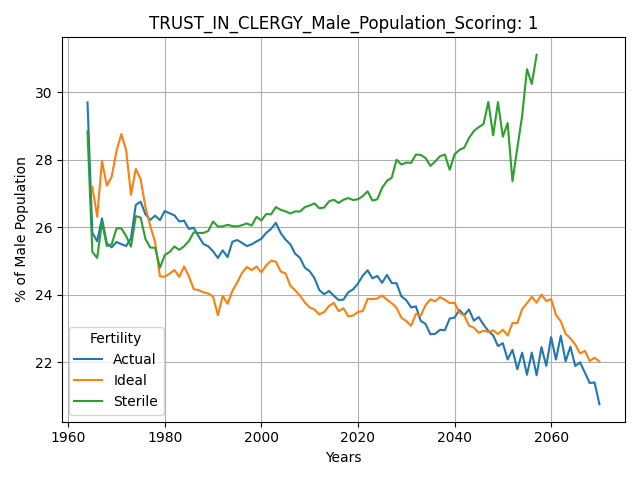 TRUST_IN_CLERGY_Male_Population_Scoring: 1
% of Male Population
30
28
26
24
22
Fertility
Actual
Ideal
Sterile
1960 1980 2000 2020 2040 2060
Years